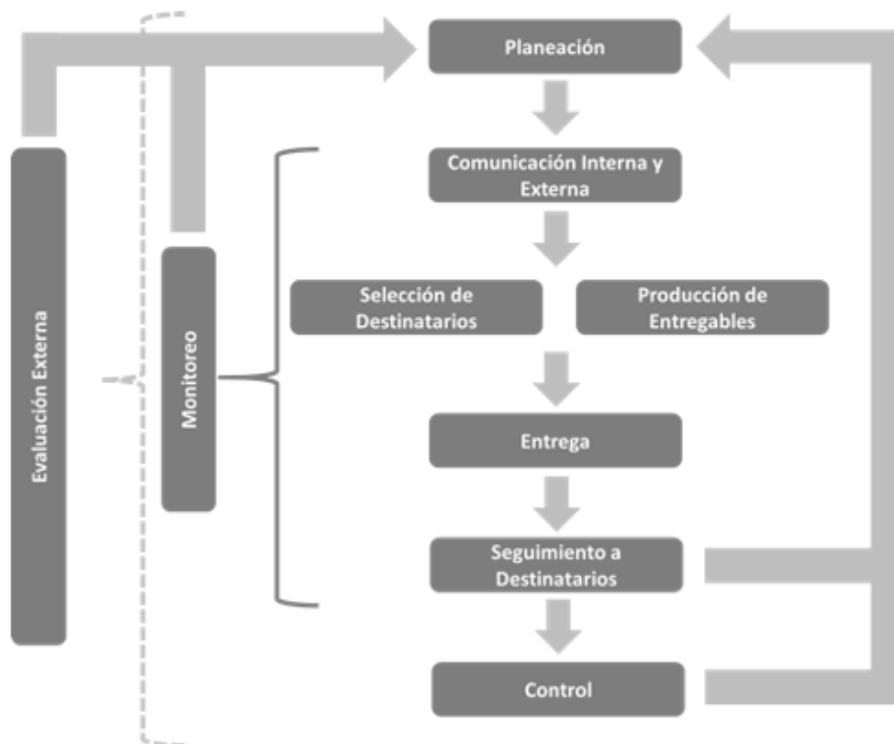 Planeación
Comunicación Interna y
Externa
Selección de
Destinatarios
Producción de
Entregables
Entrega
Seguimiento a
Destinatarios
Control
Monitoreo
Evaluación Externa